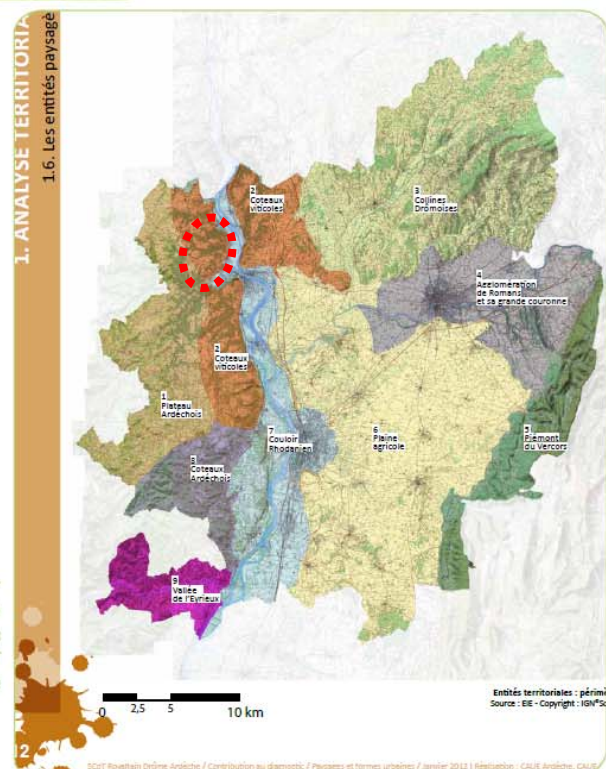 1. ANALYSE TERRITORIA
1.6. Les entités paysagè
2
Coteaux
viticoles
3
Collines
Drômoises
4
Agglomération
de Romans
et sa grande couronne
2
Coteaux
viticoles
1
Plateau
Ardéchois
7
Couloir
Rhodanien
6
Plaine
agricole
5
Piémont
du Vercors
8
Coteaux
Ardéchois
9
Vallée
de l'Eyrieux
0 2,5 5 10 km
Entités territoriales : périmè
Source : EIE - Copyright : IGN®Sc
2
SCoT Rovaltain Drôme Ardèche / Contribution au diagnostic / Paysages et formes urbaines / Janvier 2012 I Réalisation : CAUE Ardèche, CAUE